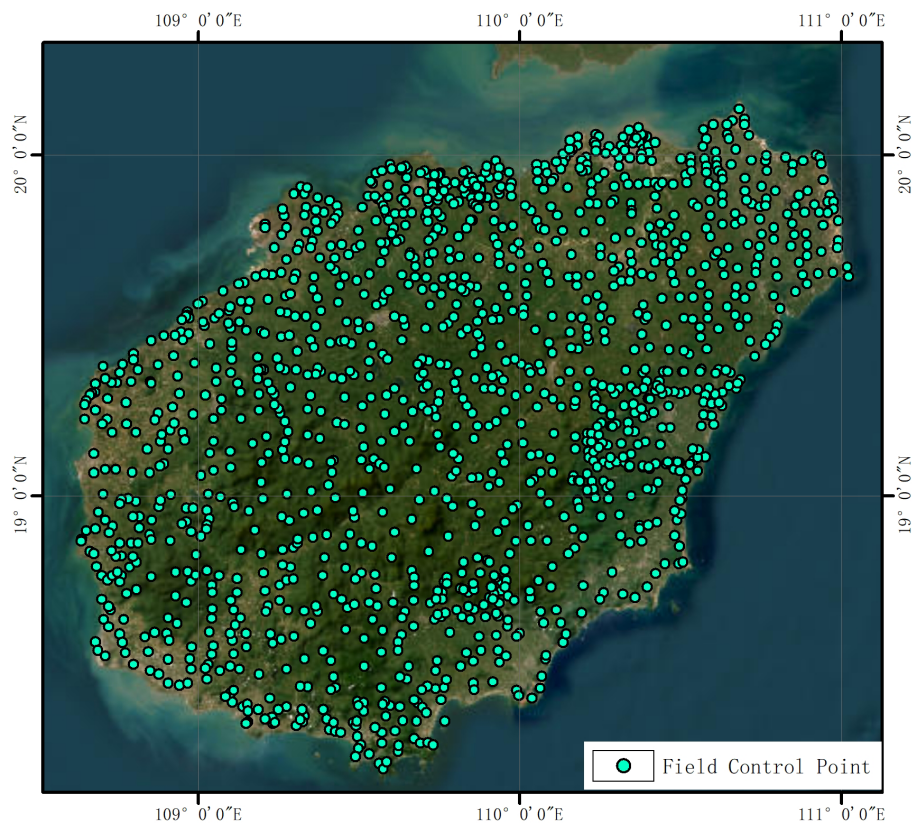 109° 0′0″E 110° 0′0″E 111° 0′0″E
20° 0′0″N 20° 0′0″N
19° 0′0″N 19° 0′0″N
Field Control Point
109° 0′0″E 110° 0′0″E 111° 0′0″E